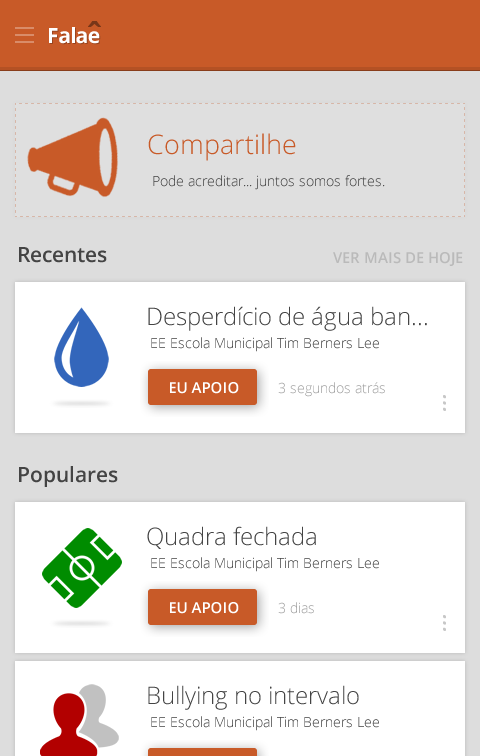 Falaê
Compartilhe
Pode acreditar... juntos somos fortes.
Recentes
VER MAIS DE HOJE
Desperdício de água ban...
EE Escola Municipal Tim Berners Lee
EU APOIO
3 segundos atrás
Populares
Quadra fechada
EE Escola Municipal Tim Berners Lee
EU APOIO
3 dias
Bullying no intervalo
EE Escola Municipal Tim Berners Lee